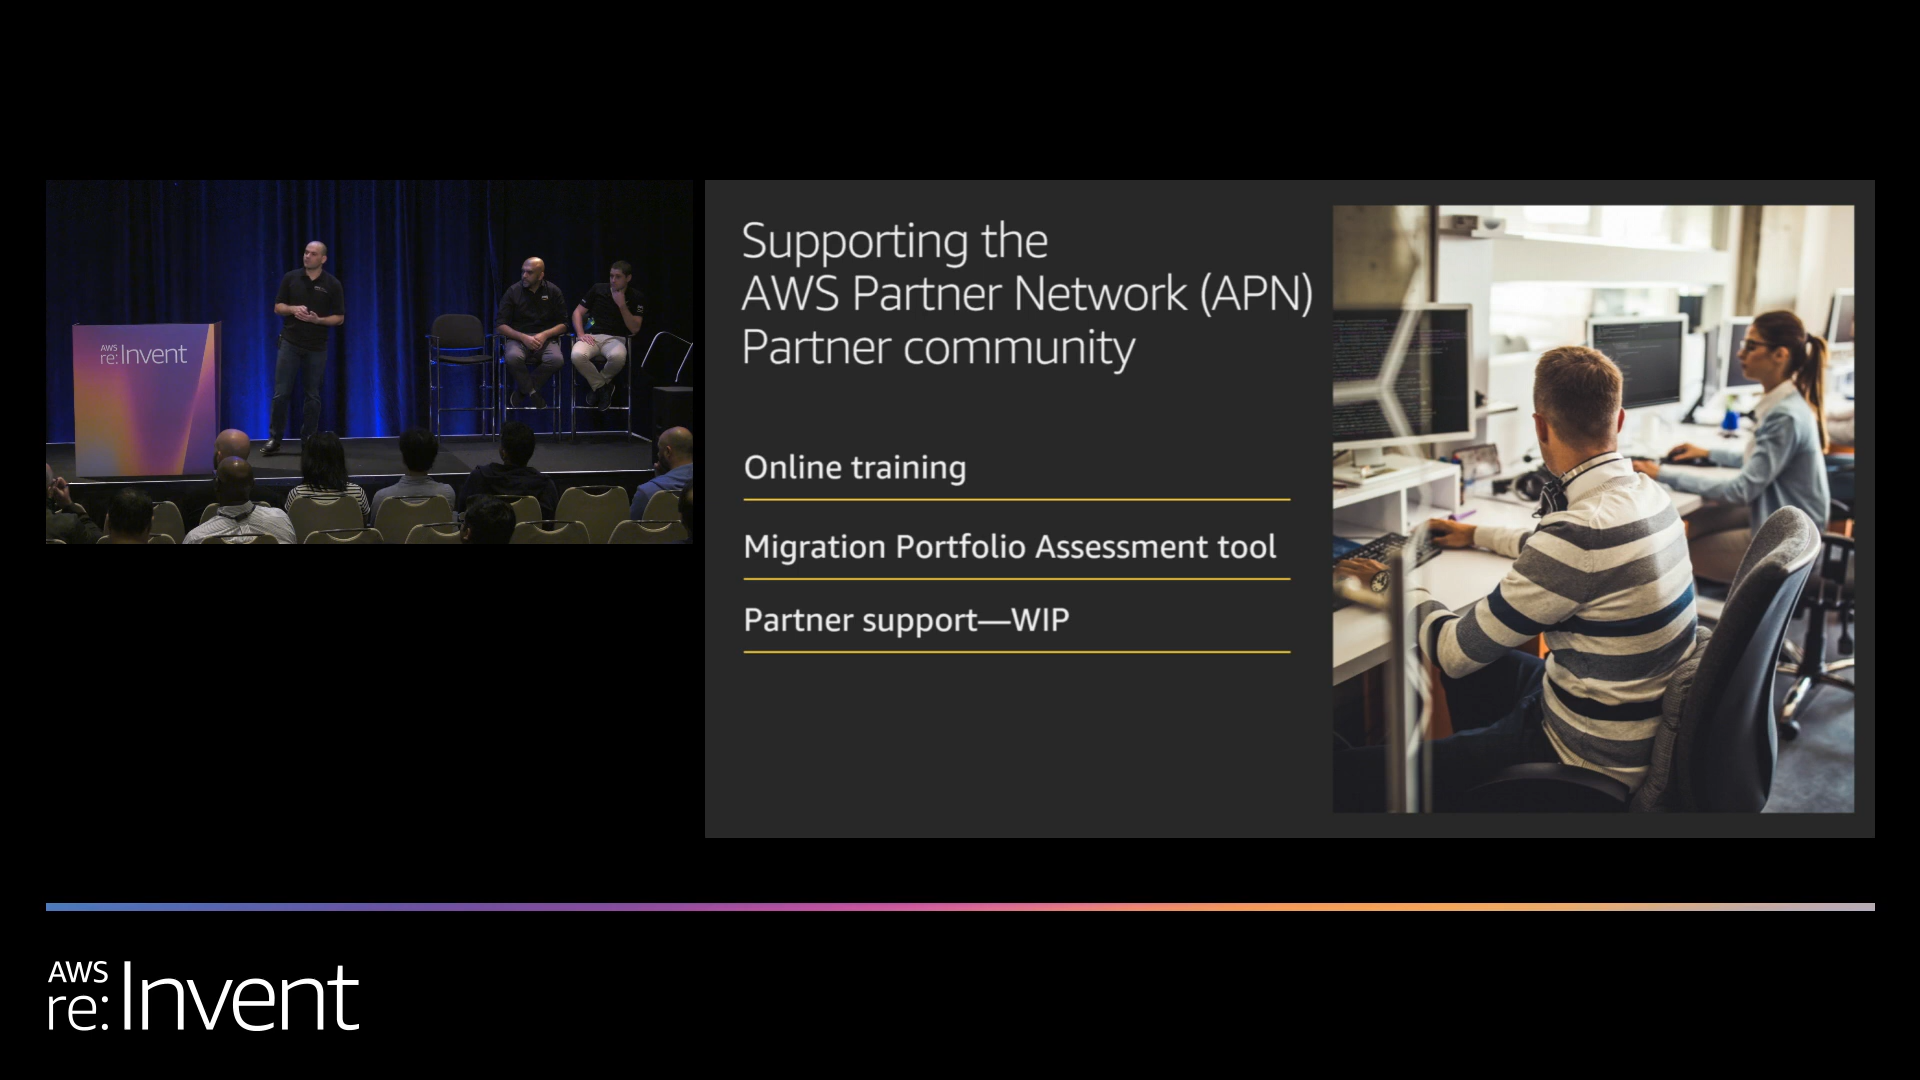 AWS
re:Invent
Supporting the
AWS Partner Network (APN)
Partner community
Online training
Migration Portfolio Assessment tool
Partner support—WIP
AWS
re:Invent